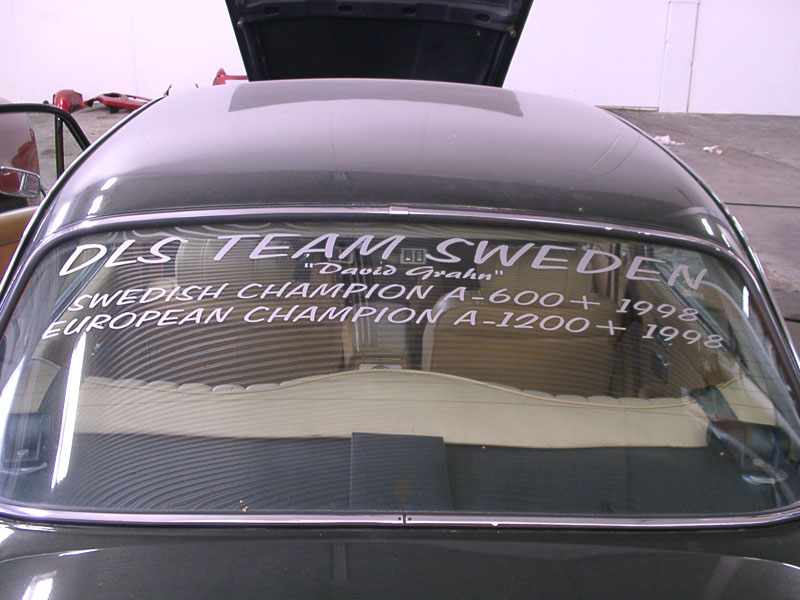 DLS TEAM SWEDEN
"David Grahn"
SWEDISH CHAMPION A-600+ 1998
EUROPEAN CHAMPION A-1200+ 1998